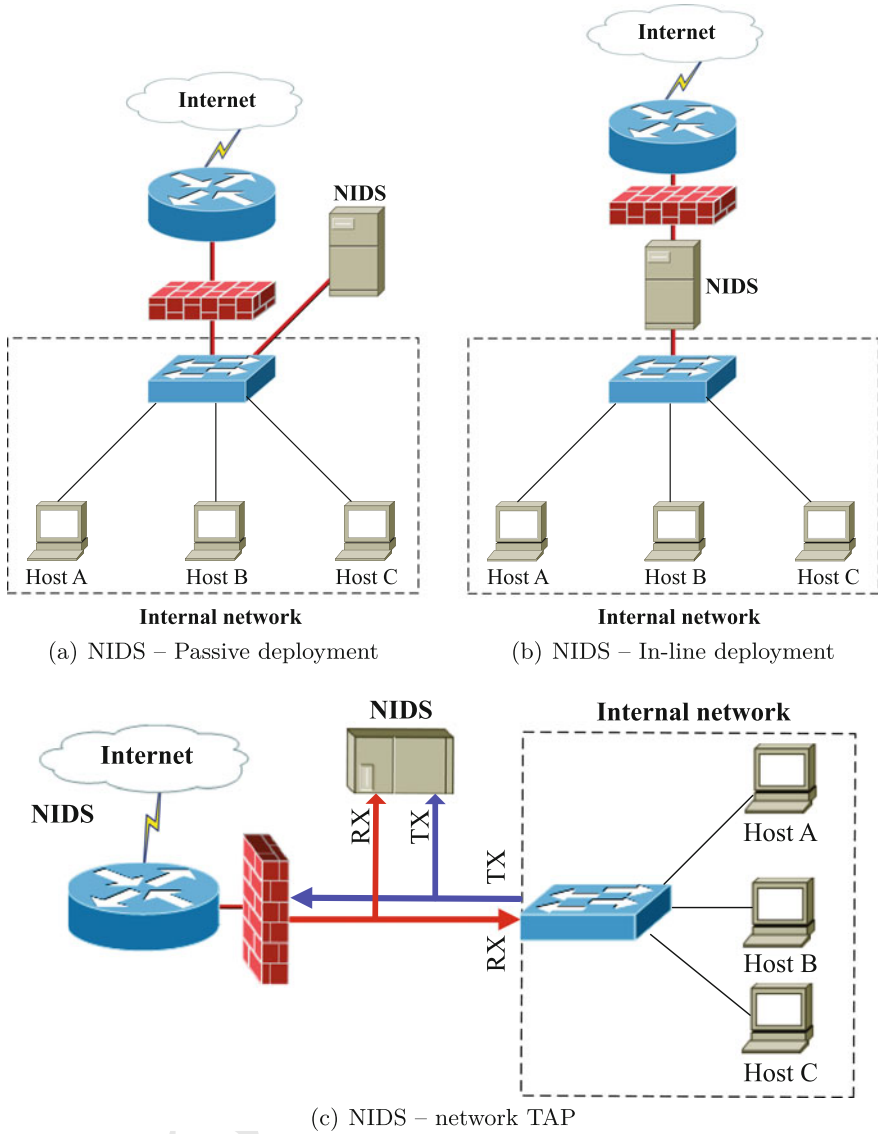 Internet
NIDS
Host A
Host B
Host C
Internal network
(a) NIDS – Passive deployment
Internet
NIDS
Host A
Host B
Host C
Internal network
(b) NIDS – In-line deployment
NIDS
Internal network
Internet
NIDS
RX
TX
TX
RX
Host A
Host B
Host C
(c) NIDS – network TAP